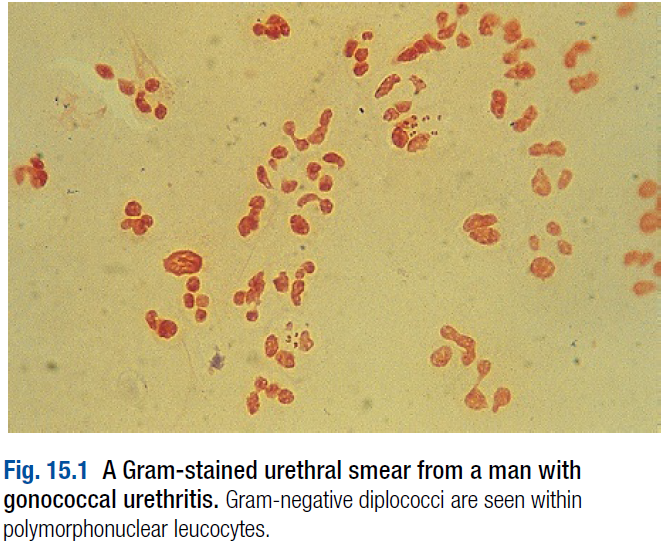 Fig. 15.1 A Gram-stained urethral smear from a man with
gonococcal urethritis. Gram-negative diplococci are seen within
polymorphonuclear leucocytes.